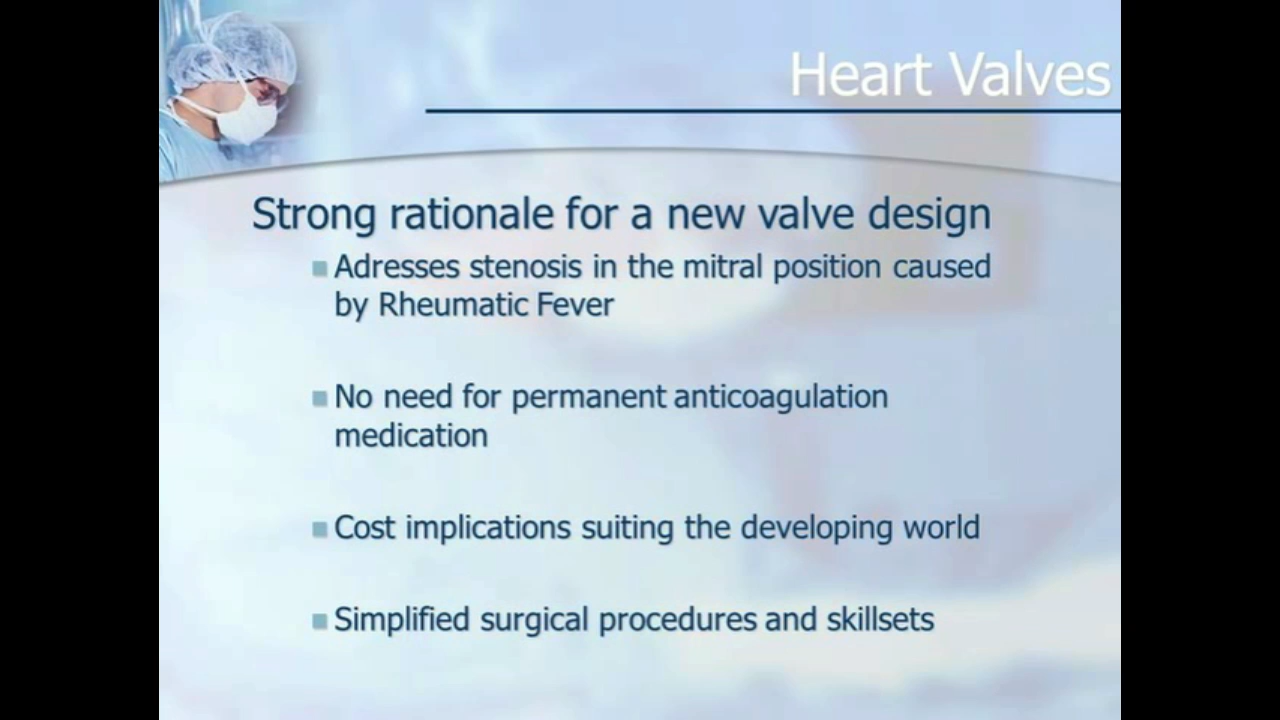 Heart Valves
Strong rationale for a new valve design
Adresses stenosis in the mitral position caused
by Rheumatic Fever
No need for permanent anticoagulation
medication
Cost implications suiting the developing world
Simplified surgical procedures and skillsets